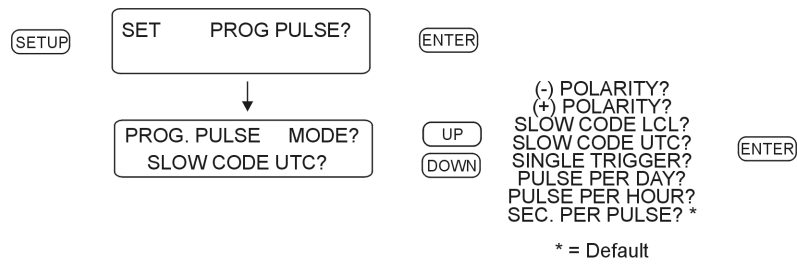 SETUP
SET PROG PULSE?
ENTER
PROG. PULSE MODE?
SLOW CODE UTC?
UP
DOWN
(-) POLARITY?
(+) POLARITY?
SLOW CODE LCL?
SLOW CODE UTC?
SINGLE TRIGGER?
PULSE PER DAY?
PULSE PER HOUR?
SEC. PER PULSE? *
ENTER
* = Default